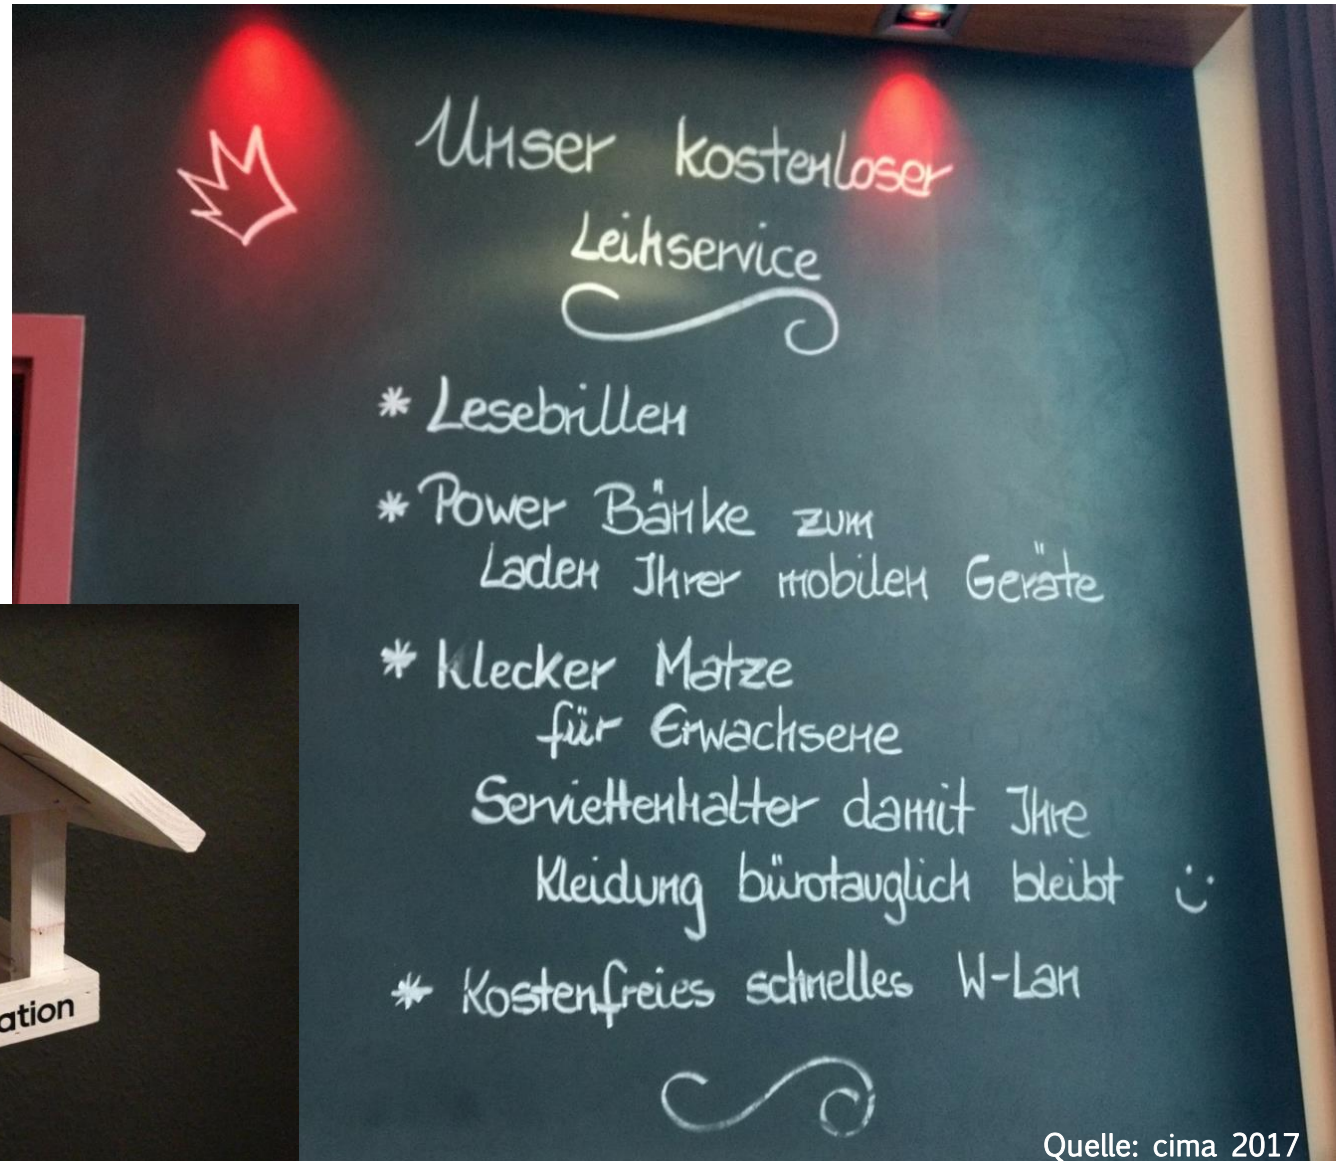 Unser kostenloser
Leihservice
* Lesebrillen
* Power Bänke zum
Laden Ihrer mobilen Geräte
* Klecker Matze
für Erwachsene
Serviettenhalter damit Ihre
Kleidung bürotauglich bleibt :)
* Kostenfreies schnelles W-Lan
ation
Quelle: cima 2017